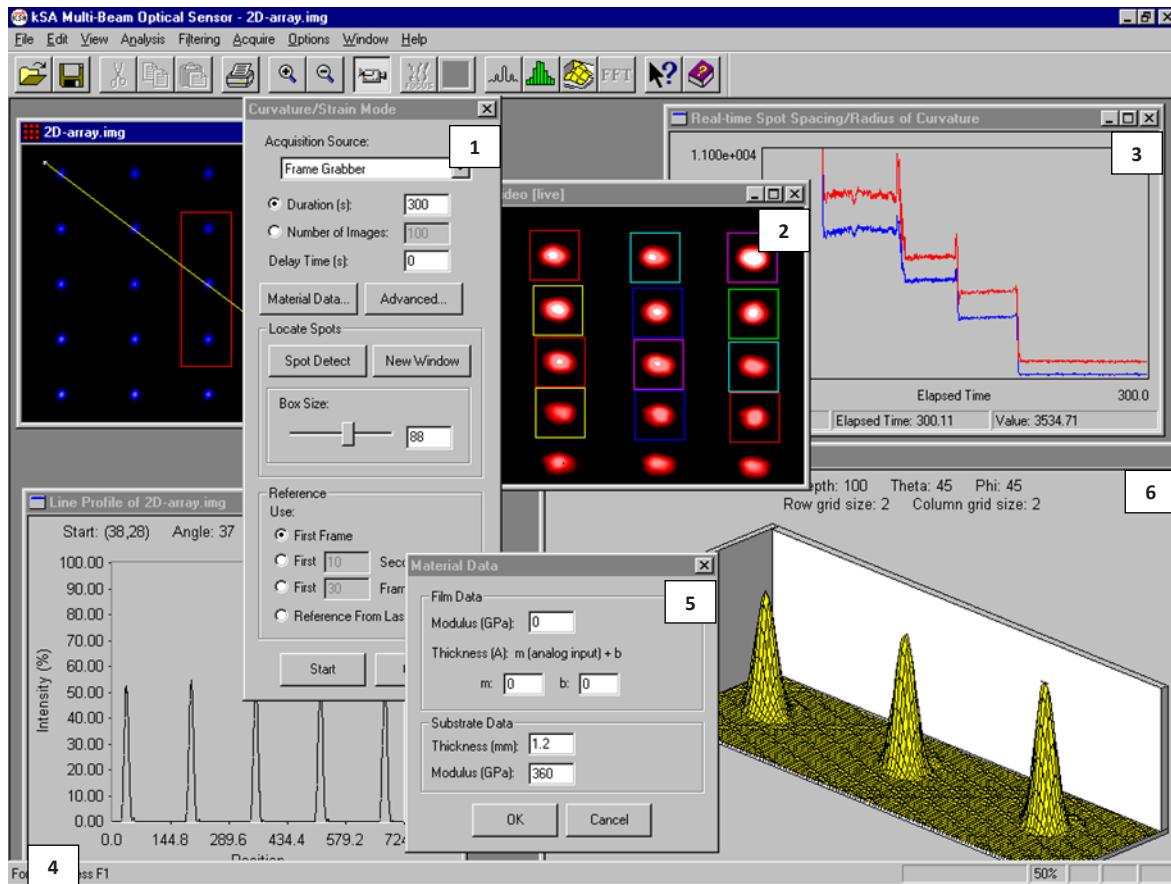 kSA Multi-Beam Optical Sensor - 2D-array.img
File Edit View Analysis Filtering Acquire Options Window Help
FOCUS
FFT
2D-array.img
Curvature/Strain Mode
1
Acquisition Source:
Frame Grabber
Duration (s): 300
Number of Images: 100
Delay Time (s): 0
Material Data... Advanced...
Locate Spots
Spot Detect New Window
Box Size:
88
Reference
Use:
First Frame
First 10
First 30
Reference From Las
Start
[live]
2
Real-time Spot Spacing/Radius of Curvature
3
1.100e+004
Elapsed Time 300.0
Elapsed Time: 300.11 Value: 3534.71
Line Profile of 2D-array.img
Start: (38,28) Angle: 37
100.00
90.00
80.00
70.00
60.00
50.00
40.00
30.00
20.00
10.00
0.00
Intensity (%)
0.0 144.8 289.6 434.4 579.2 724
Position
4
Material Data
5
Film Data
Modulus (GPa): 0
Thickness (A): m (analog input) + b
m: 0 b: 0
Substrate Data
Thickness (mm): 1.2
Modulus (GPa): 360
OK Cancel
epth: 100 Theta: 45 Phi: 45
Row grid size: 2 Column grid size: 2
6
F1
50%